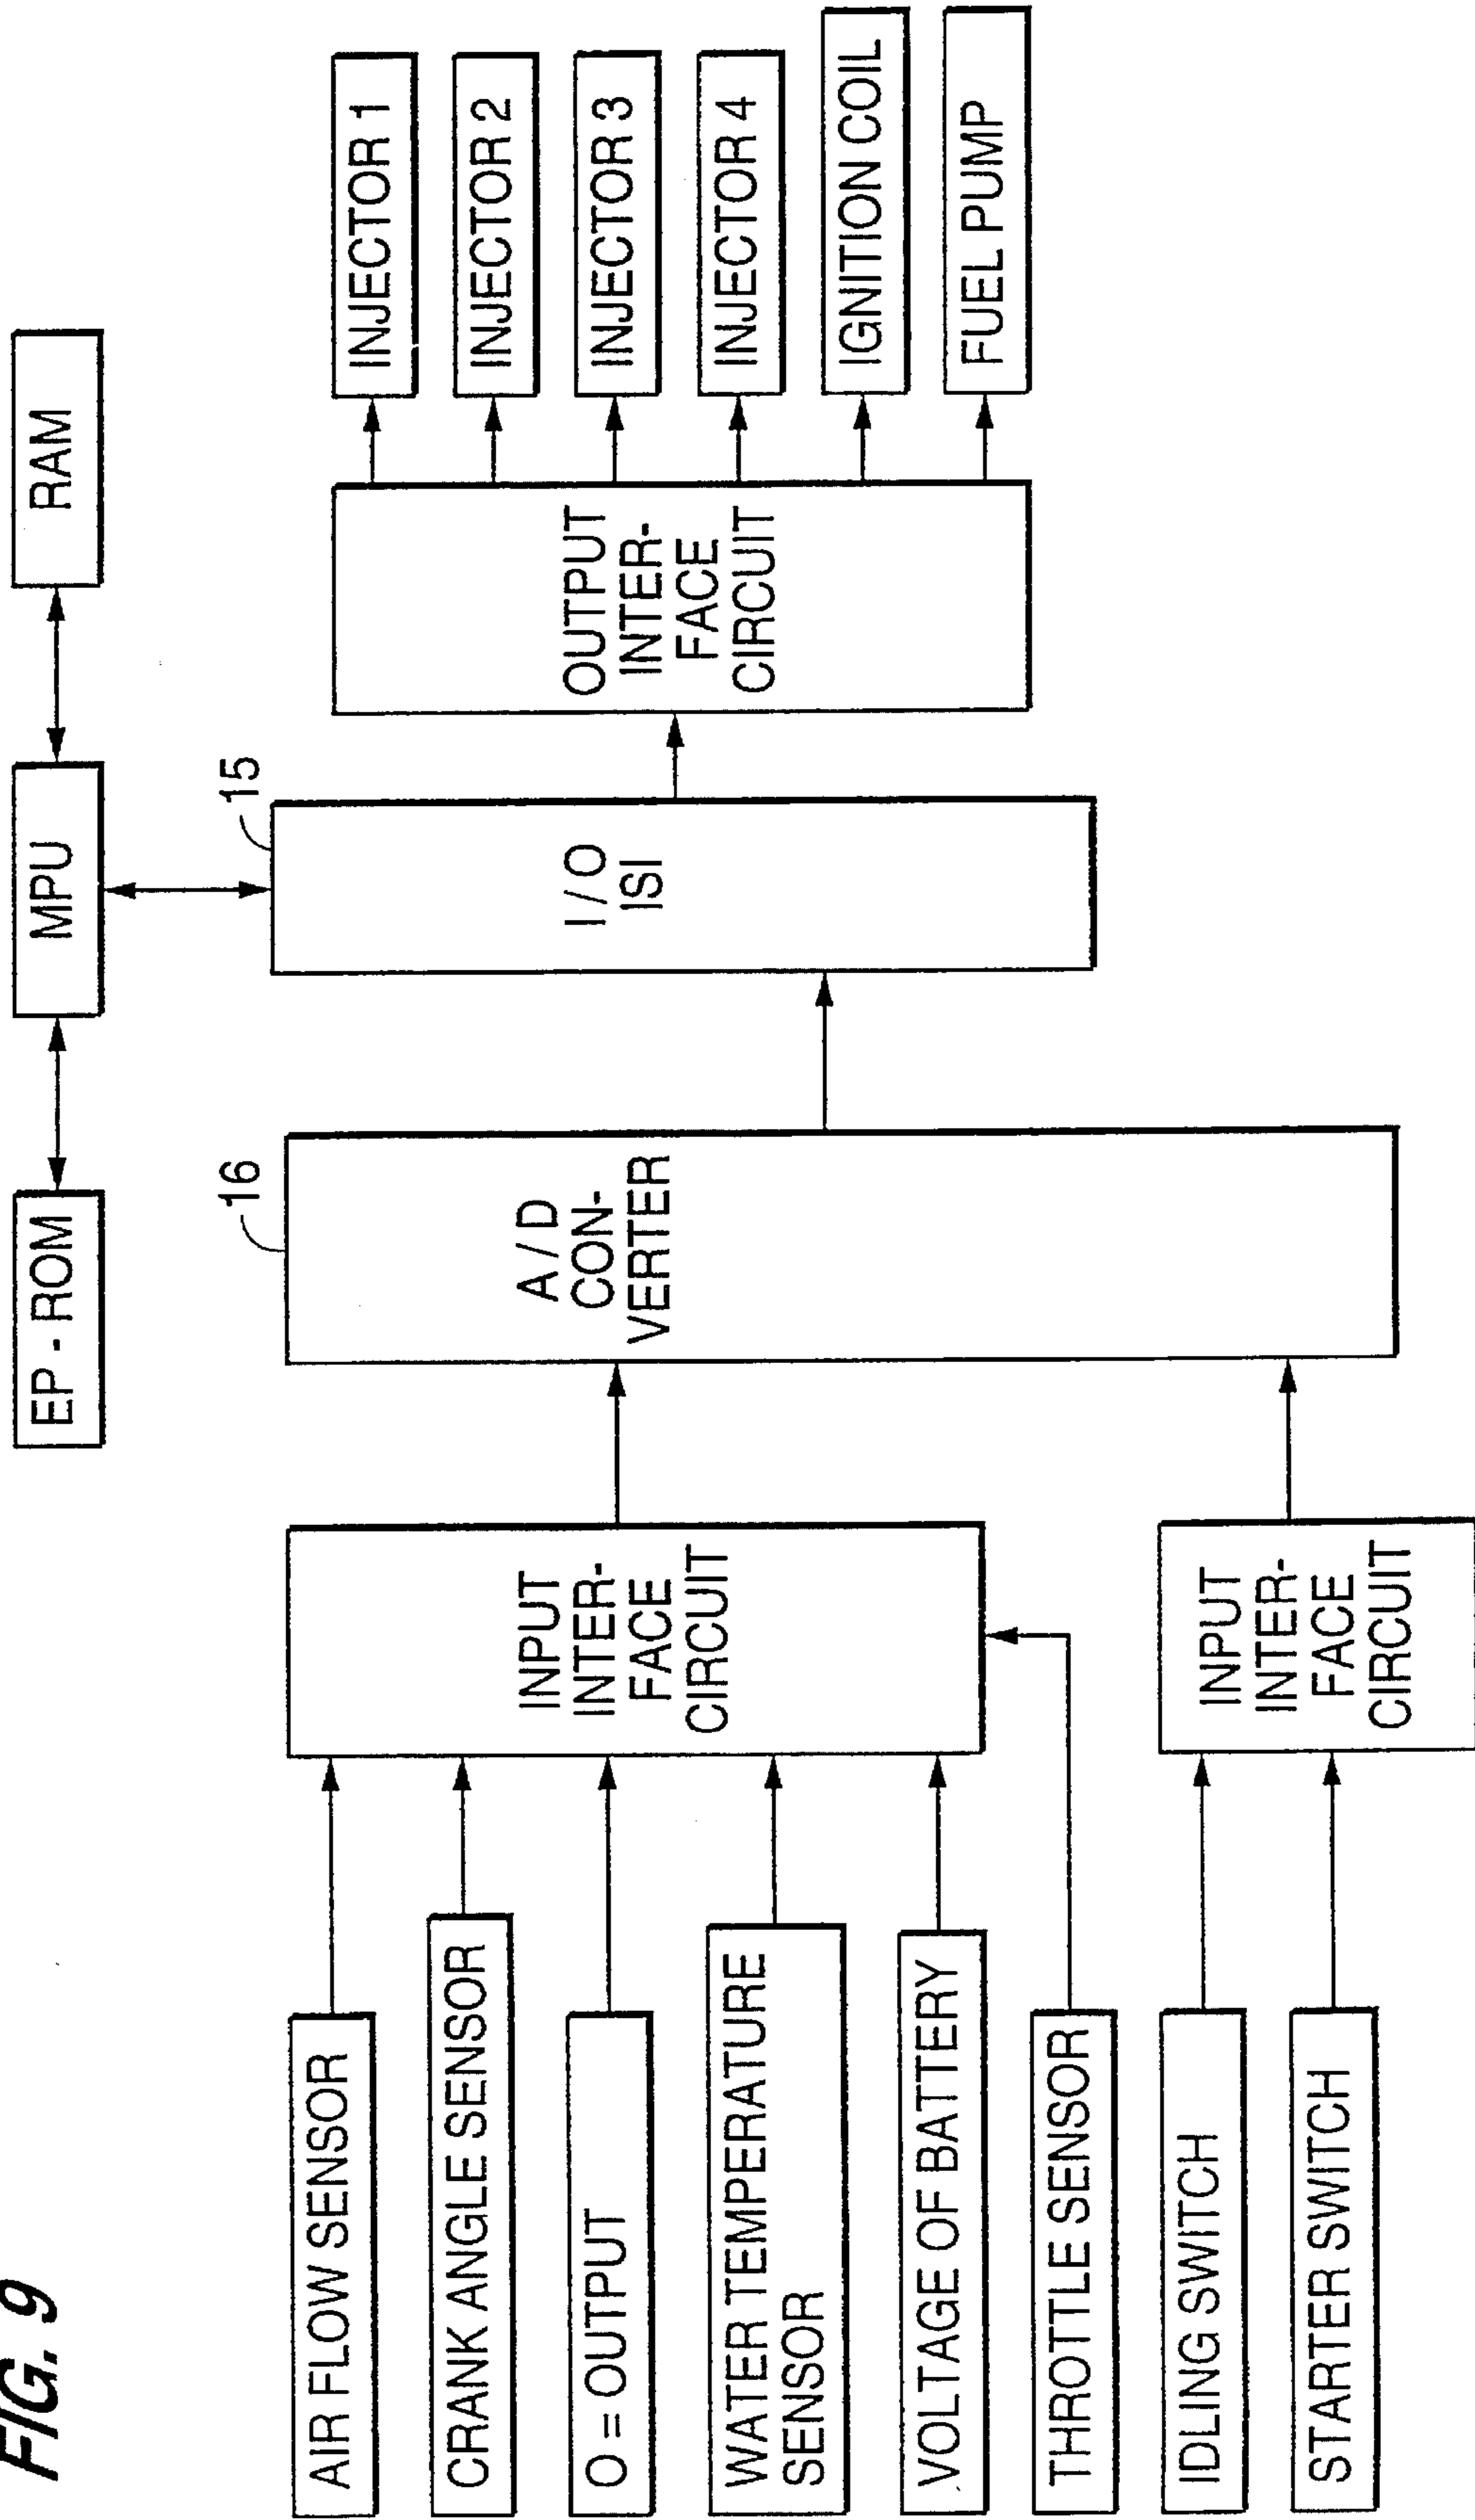 FIG. 9
EP - ROM
MPU
RAM
16
15
AIR FLOW SENSOR
CRANK ANGLE SENSOR
O = OUTPUT
WATER TEMPERATURE
SENSOR
VOLTAGE OF BATTERY
THROTTLE SENSOR
IDLING SWITCH
STARTER SWITCH
INPUT
INTER-
FACE
CIRCUIT
INPUT
INTER-
FACE
CIRCUIT
A / D
CON-
VERTER
I / O
ISI
OUTPUT
INTER-
FACE
CIRCUIT
INJECTOR 1
INJECTOR 2
INJECTOR 3
INJECTOR 4
IGNITION COIL
FUEL PUMP